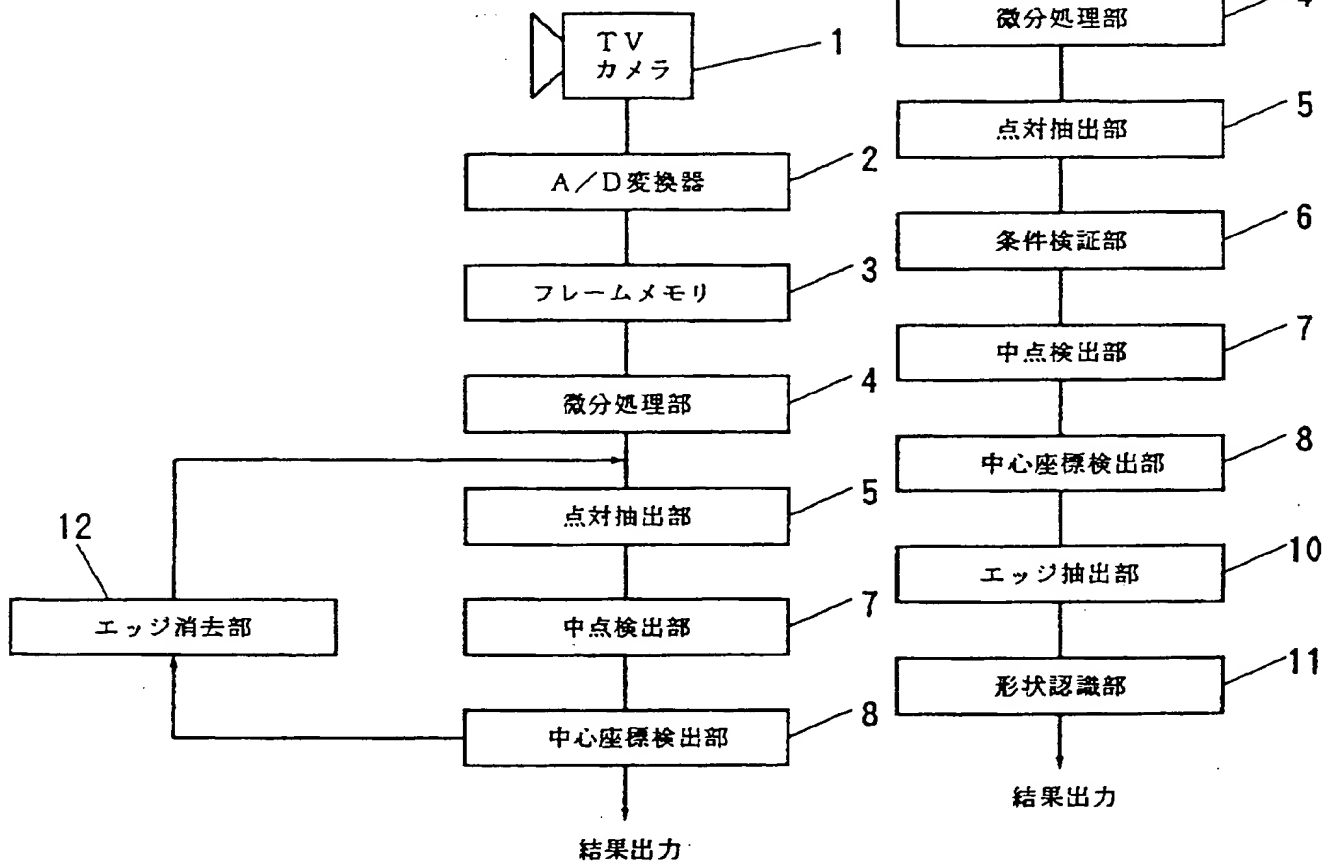 TV
カメラ
1
A/D変換器
2
フレームメモリ
3
微分処理部
4
点対抽出部
5
エッジ消去部
12
中点検出部
7
中心座標検出部
8
結果出力
微分処理部
4
点対抽出部
5
条件検証部
6
中点検出部
7
中心座標検出部
8
エッジ抽出部
10
形状認識部
11
結果出力